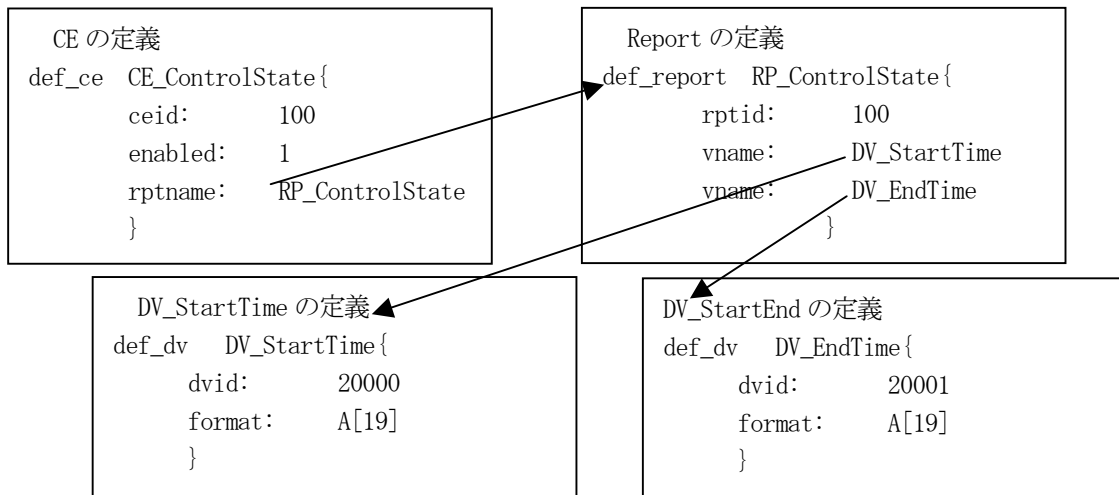 CE の定義
def_ce CE_ControlState{
ceid: 100
enabled: 1
rptname: RP_ControlState
}
Report の定義
def_report RP_ControlState{
rptid: 100
vname: DV_StartTime
vname: DV_EndTime
}
DV_StartTime の定義
def_dv DV_StartTime{
dvid: 20000
format: A[19]
}
DV_StartEnd の定義
def_dv DV_EndTime{
dvid: 20001
format: A[19]
}